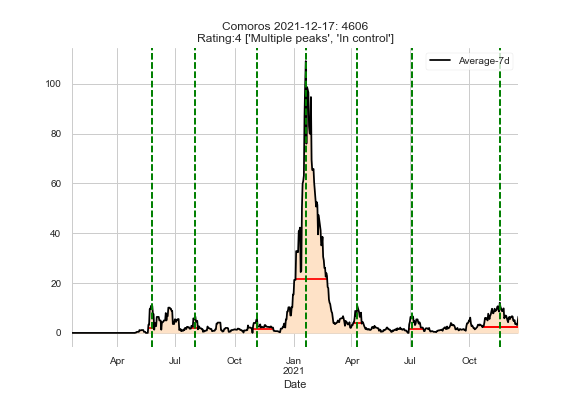 Comoros 2021-12-17: 4606
Rating:4 ['Multiple peaks', 'In control']
Average-7d
100
80
60
40
20
0
Apr Jul Oct Jan Apr Jul Oct
2021
Date